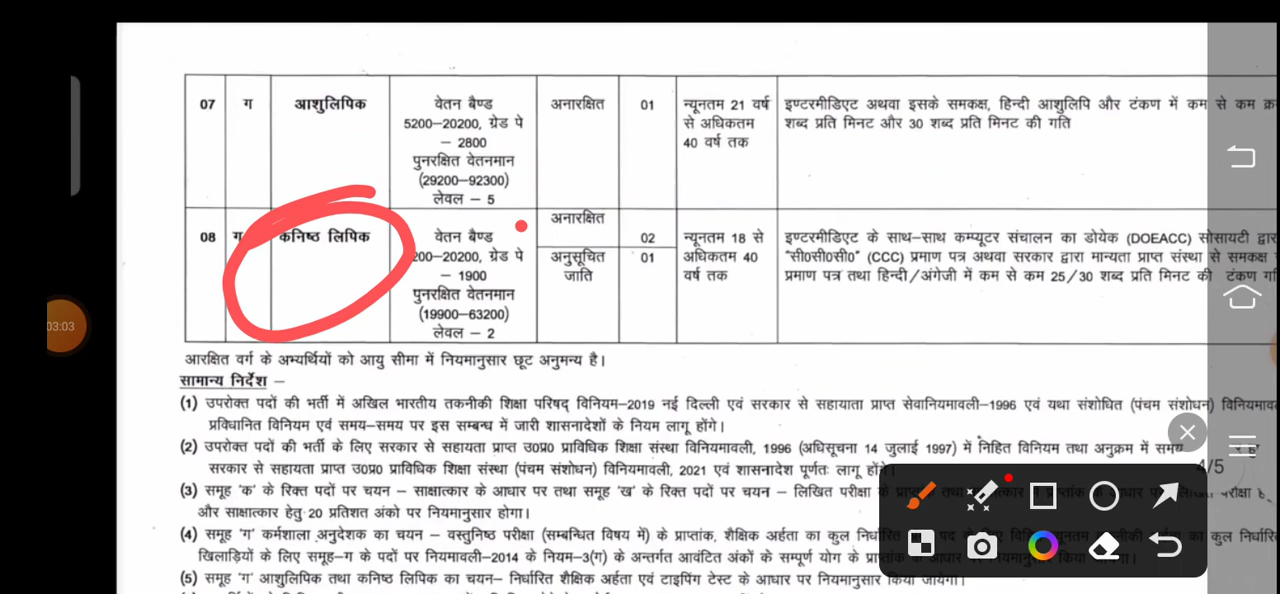 07 ग आशुलिपिक वेतन बैण्ड अनारक्षित 01 न्यूनतम 21 वर्ष इण्टरमीडिएट अथवा इसके समकक्ष, हिन्दी आशुलिपि और टंकण में कम से कम
5200–20200, ग्रेड पे से अधिकतम शब्द प्रति मिनट और 30 शब्द प्रति मिनट की गति
– 2800 40 वर्ष तक
पुनरक्षित वेतनमान
(29200–92300)
लेवल – 5
अनारक्षित
08 ग कनिष्ठ लिपिक वेतन बैण्ड 02 न्यूनतम 18 से इण्टरमीडिएट के साथ–साथ कम्प्यूटर संचालन का डोयेक (DOEACC) सोसायटी
200–20200, ग्रेड पे अनुसूचित 01 अधिकतम 40 "सी0सी0सी0" (CCC) प्रमाण पत्र अथवा सरकार द्वारा मान्यता प्राप्त संस्था से समकक्ष
– 1900 जाति वर्ष तक प्रमाण पत्र तथा हिन्दी/अंगेजी में कम से कम 25/30 शब्द प्रति मिनट की टंकण
पुनरक्षित वेतनमान
(19900–63200)
लेवल – 2
आरक्षित वर्ग के अभ्यर्थियों को आयु सीमा में नियमानुसार छूट अनुमन्य है।
सामान्य निर्देश –
(1) उपरोक्त पदों की भर्ती में अखिल भारतीय तकनीकी शिक्षा परिषद् विनियम–2019 नई दिल्ली एवं सरकार से सहायाता प्राप्त सेवानियमावली–1996 एवं यथा संशोधित (पंचम संशोधन)
प्रविधानित विनियम एवं समय–समय पर इस सम्बन्ध में जारी शासनादेशों के नियम लागू होंगे।
(2) उपरोक्त पदों की भर्ती के लिए सरकार से सहायता प्राप्त उ0प्र0 प्राविधिक शिक्षा संस्था विनियमावली, 1996 (अधिसूचना 14 जुलाई 1997) में निहित विनियम तथा अनुक्रम में
सरकार से सहायता प्राप्त उ0प्र0 प्राविधिक शिक्षा संस्था (पंचम संशोधन) विनियमावली, 2021 एवं शासनादेश पूर्णतः लागू होंगे।
4/5
(3) समूह 'क' के रिक्त पदों पर चयन – साक्षात्कार के आधार पर तथा समूह 'ख' के रिक्त पदों पर चयन – लिखित परीक्षा
और साक्षात्कार हेतु 20 प्रतिशत अंको पर नियमानुसार होगा।
(4) समूह 'ग' कर्मशाला अनुदेशक का चयन – वस्तुनिष्ठ परीक्षा (सम्बन्धित विषय में) के प्राप्तांक, शैक्षिक अर्हता का कुल
खिलाड़ियों के लिए समूह–ग के पदों पर नियमावली–2014 के नियम–3(ग) के अन्तर्गत आवंटित अंकों के सम्पूर्ण योग के
(5) समूह 'ग' आशुलिपिक तथा कनिष्ठ लिपिक का चयन– निर्धारित शैक्षिक अर्हता एवं टाइपिंग टेस्ट के आधार पर नियमानुसार किया जायेगा।
03:03